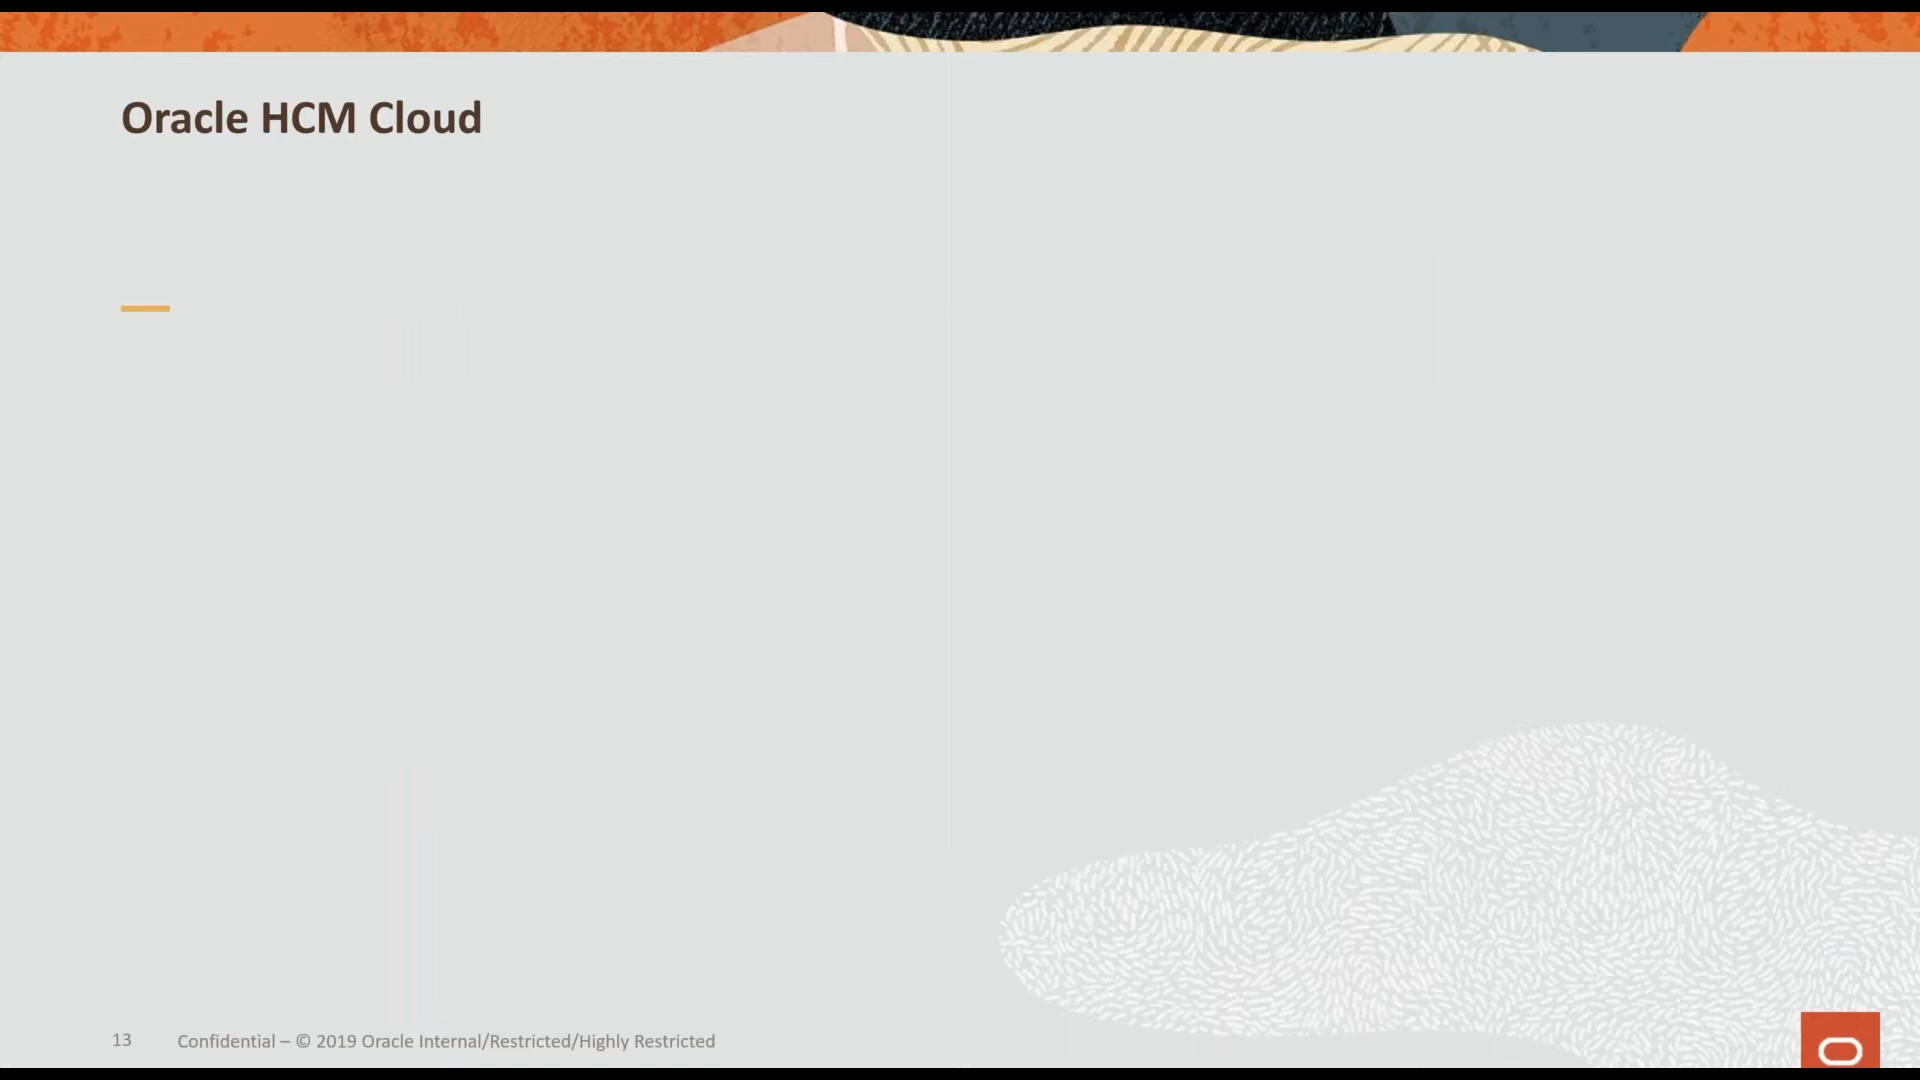 Oracle HCM Cloud
13 Confidential – © 2019 Oracle Internal/Restricted/Highly Restricted